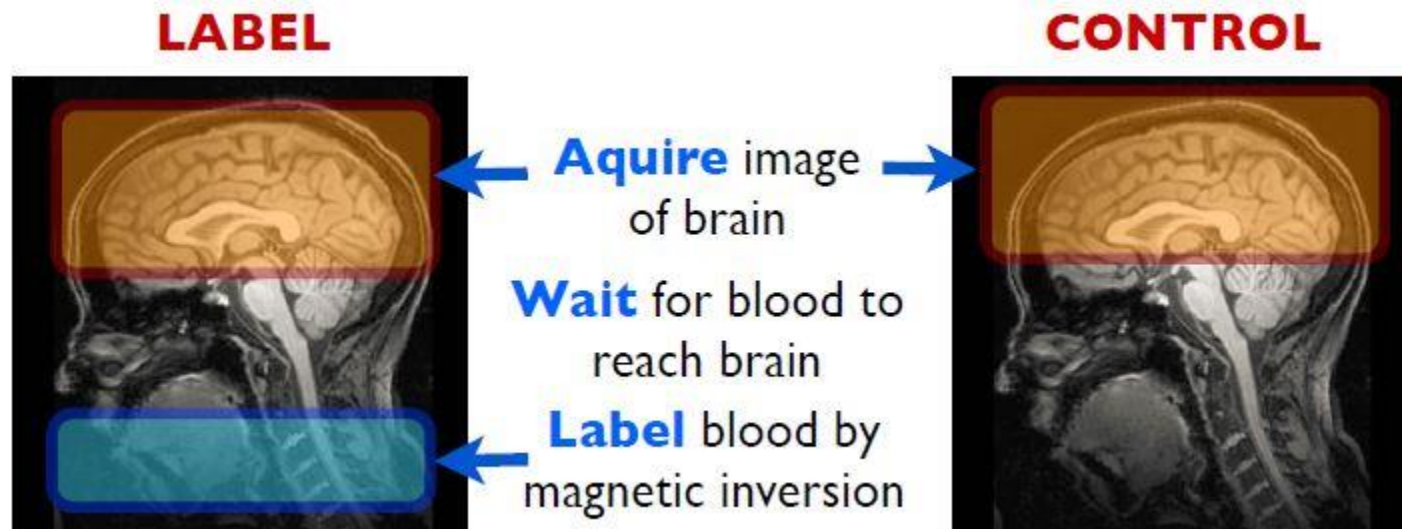 LABEL
CONTROL
Aquire image
of brain
Wait for blood to
reach brain
Label blood by
magnetic inversion